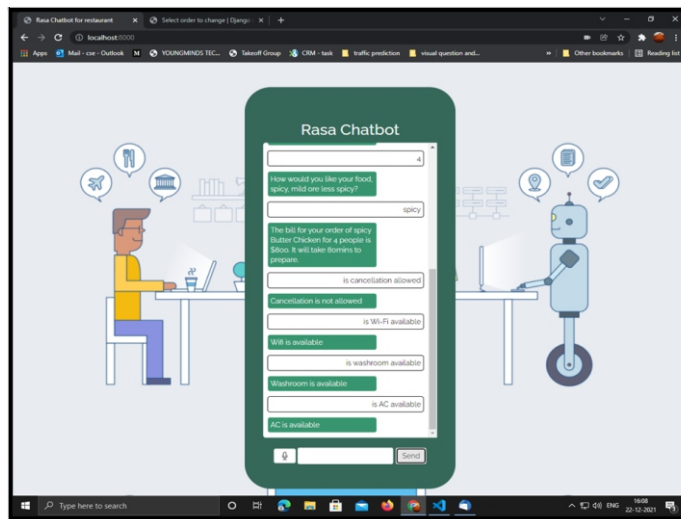 Rasa Chatbot for restaurant
Select order to change | Django
localhost:8000
Apps
Mail - cse - Outlook
M
YOUNGMINDS TEC...
Takeoff Group
CRM - task
traffic prediction
visual question and...
»
Other bookmarks
Reading list
Rasa Chatbot
4
How would you like your food,
spicy, mild ore less spicy?
spicy
The bill for your order of spicy
Butter Chicken for 4 people is
$800. It will take 80mins to
prepare.
is cancellation allowed
Cancellation is not allowed
is Wi-Fi available
Wifi is available
is washroom available
Washroom is available
is AC available
AC is available
Send
Type here to search
ENG
16:08
22-12-2021